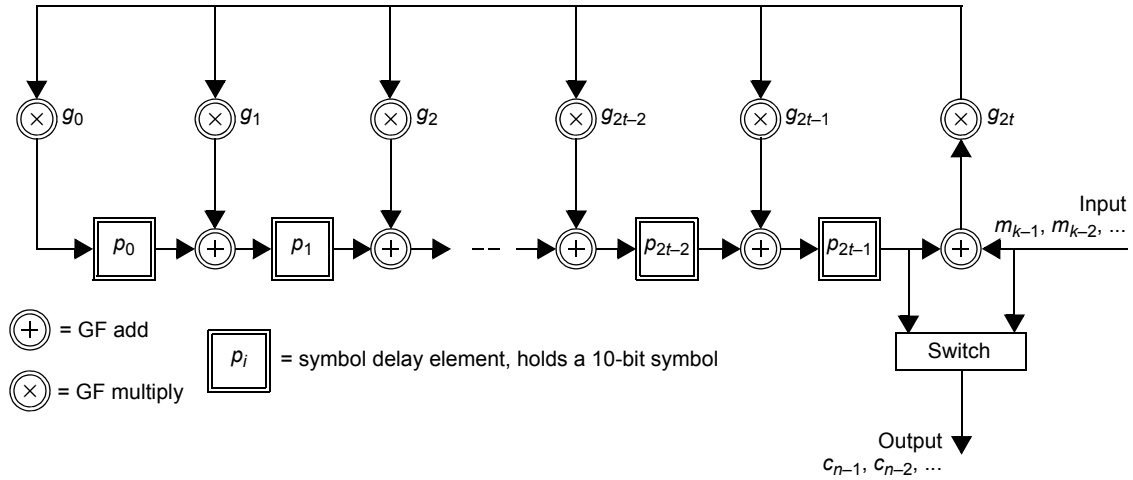 × g₀ × g₁ × g₂ × g₂ₜ₋₂ × g₂ₜ₋₁ × g₂ₜ
Input
mₖ₋₁, mₖ₋₂, ...
p₀ + p₁ + -- + p₂ₜ₋₂ + p₂ₜ₋₁ +
+ = GF add
pᵢ = symbol delay element, holds a 10-bit symbol
× = GF multiply
Switch
Output
cₙ₋₁, cₙ₋₂, ...